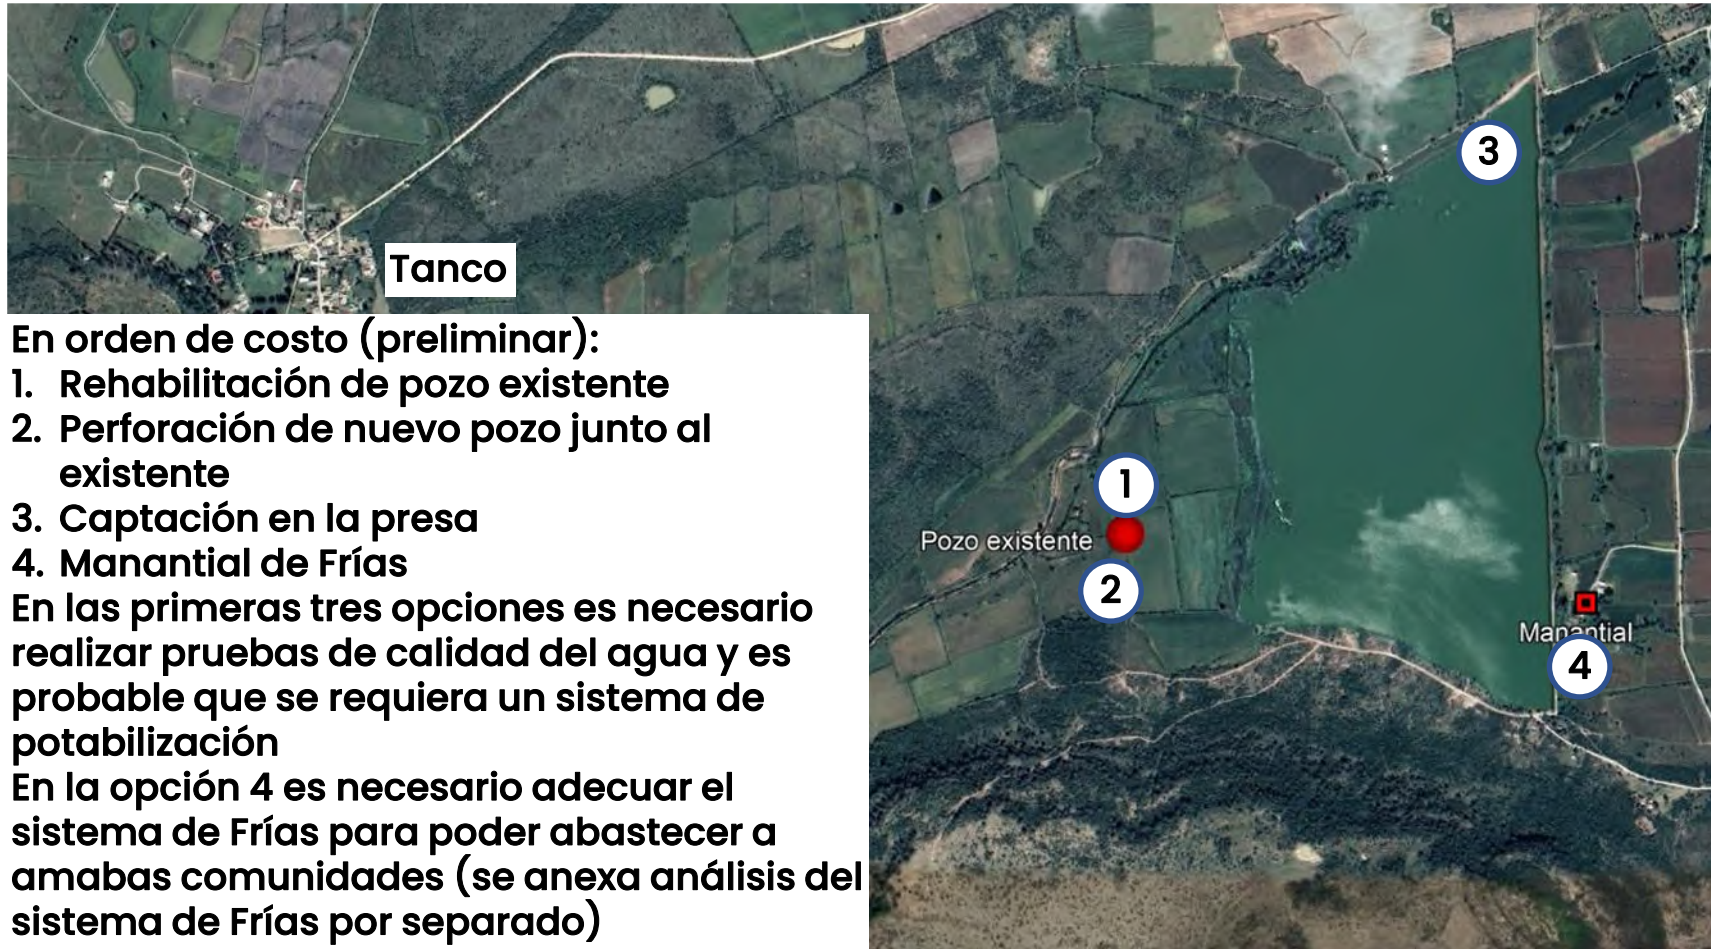 3
Tanco
En orden de costo (preliminar):
1. Rehabilitación de pozo existente
2. Perforación de nuevo pozo junto al
existente
3. Captación en la presa
4. Manantial de Frías
En las primeras tres opciones es necesario
realizar pruebas de calidad del agua y es
probable que se requiera un sistema de
potabilización
En la opción 4 es necesario adecuar el
sistema de Frías para poder abastecer a
amabas comunidades (se anexa análisis del
sistema de Frías por separado)
1
Pozo existente
2
Manantial
4